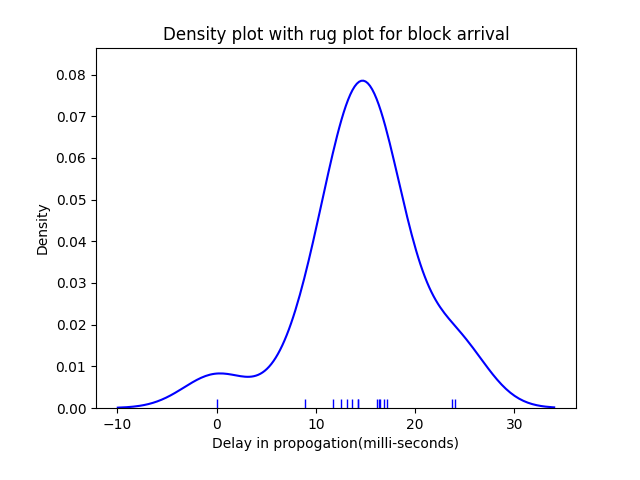 Density plot with rug plot for block arrival
0.08
0.07
0.06
0.05
0.04
0.03
0.02
0.01
0.00
Density
−10 0 10 20 30
Delay in propogation(milli-seconds)